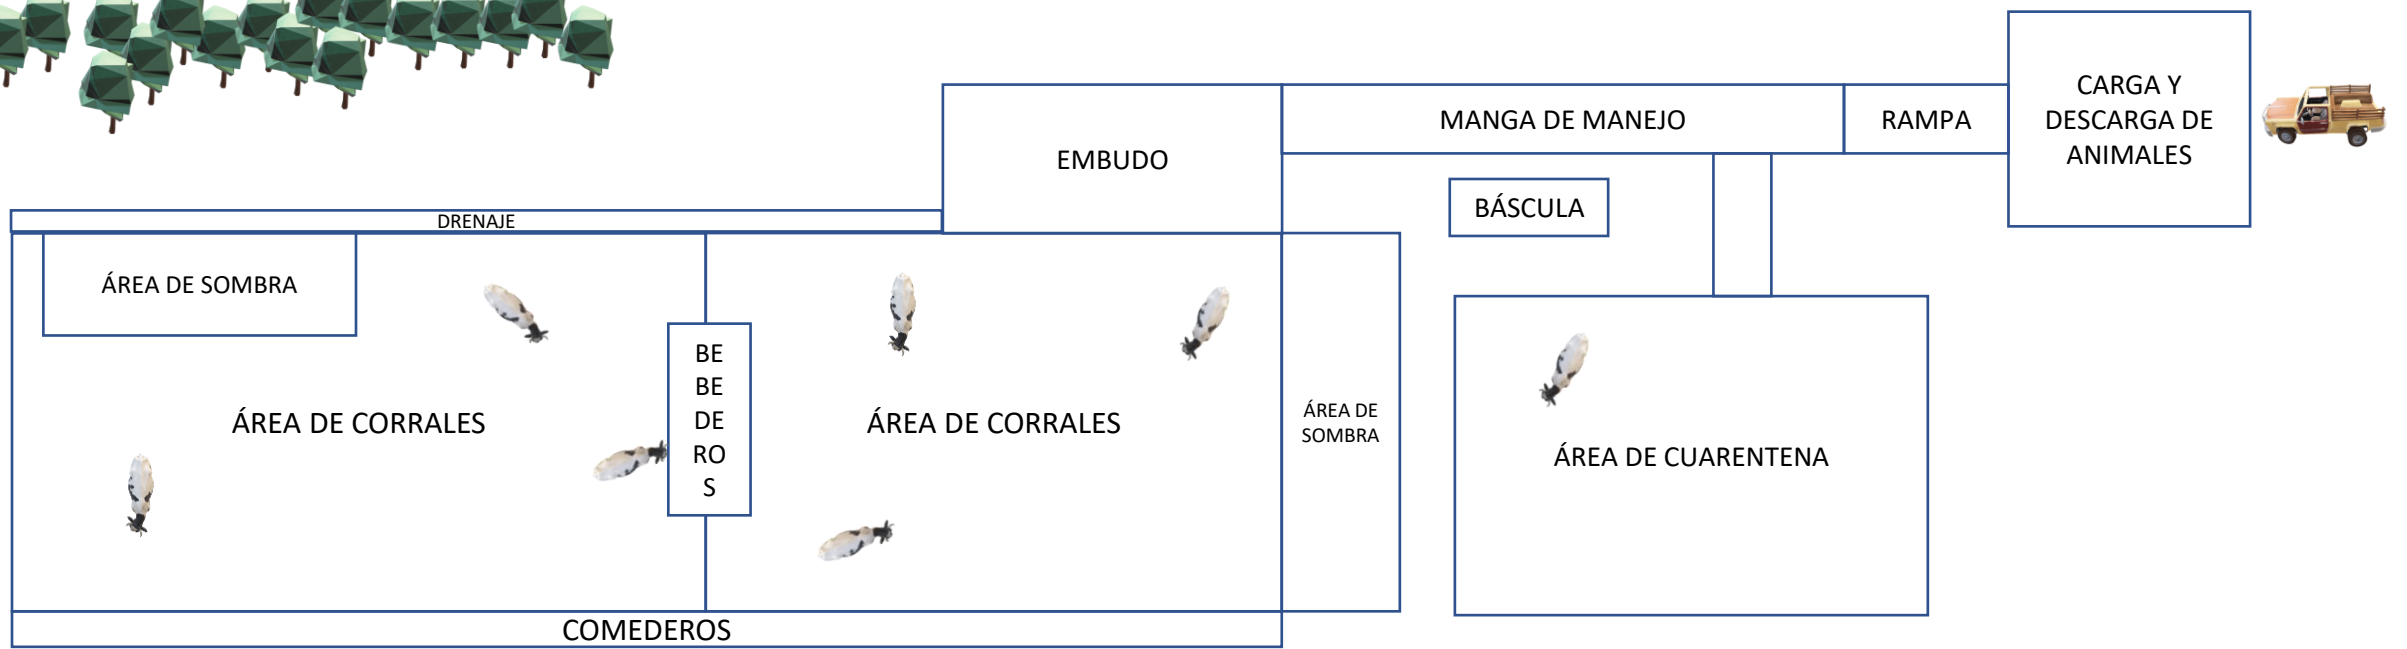 CARGA Y
DESCARGA DE
ANIMALES
MANGA DE MANEJO
RAMPA
EMBUDO
BÁSCULA
DRENAJE
ÁREA DE SOMBRA
BE
BE
DE
RO
S
ÁREA DE CORRALES
ÁREA DE CORRALES
ÁREA DE
SOMBRA
ÁREA DE CUARENTENA
COMEDEROS